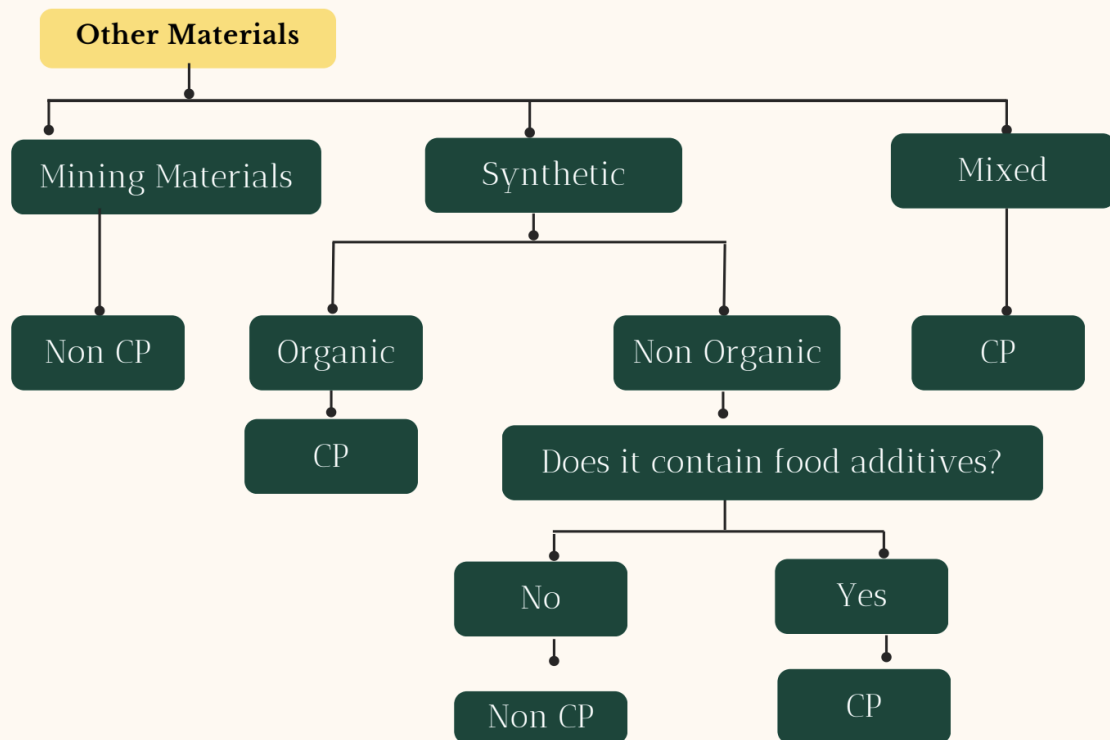 Other Materials
Mining Materials
Synthetic
Mixed
Non CP
Organic
Non Organic
CP
CP
Does it contain food additives?
No
Yes
Non CP
CP